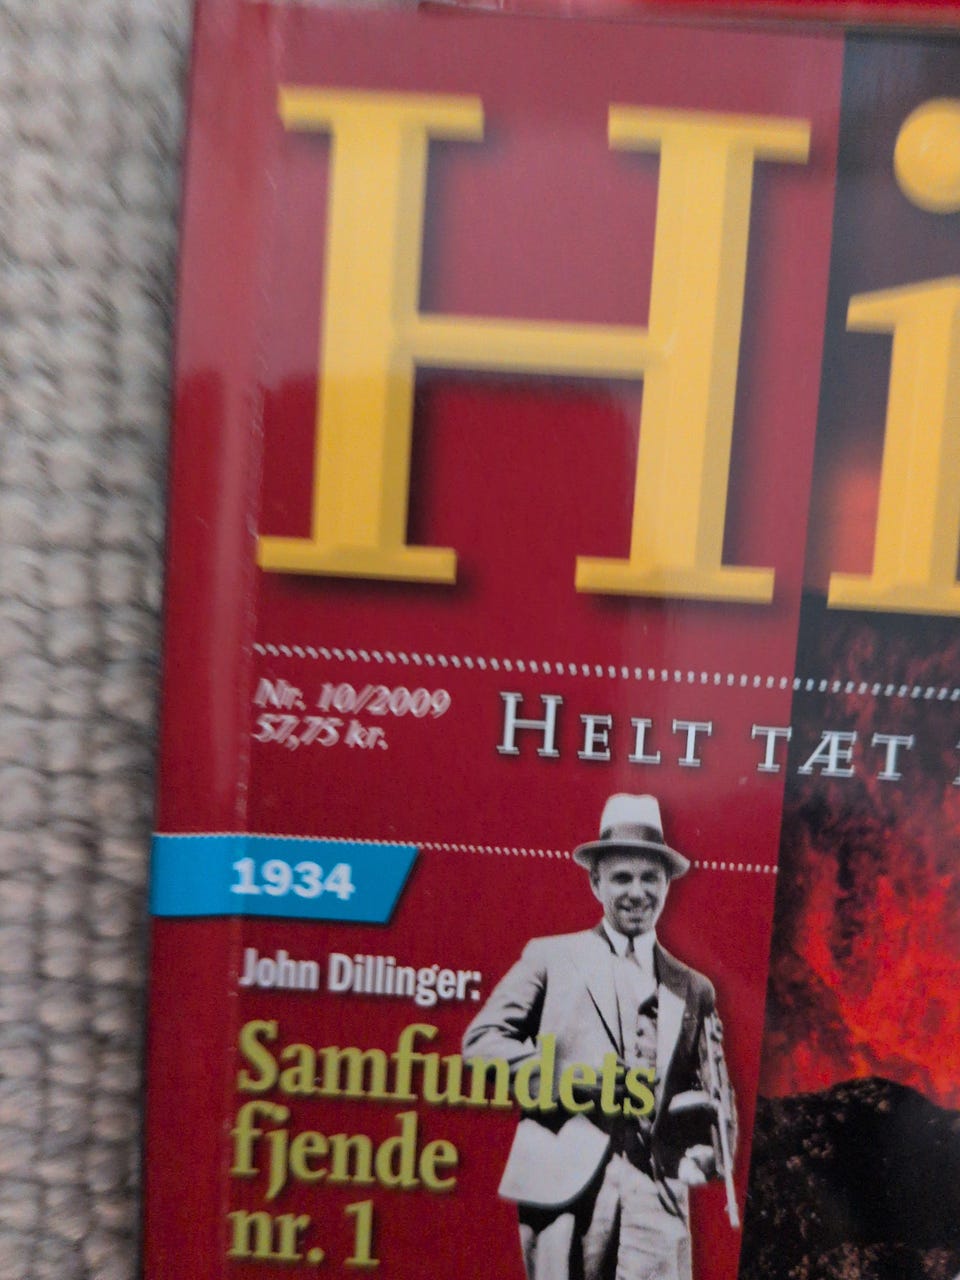 Hi
Nr. 10/2009
57,75 kr.
HELT TÆT
1934
John Dillinger:
Samfundets
fjende
nr. 1